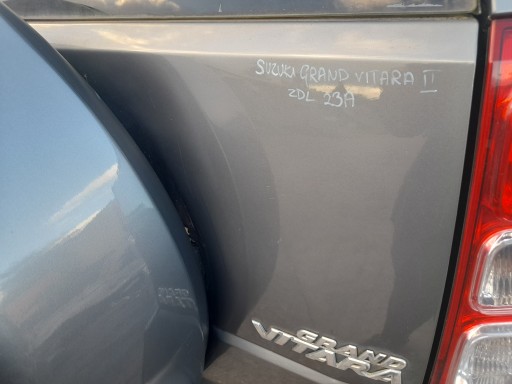 SUZUKI GRAND VITARA II
ZDL 23A
GRAND
VITARA